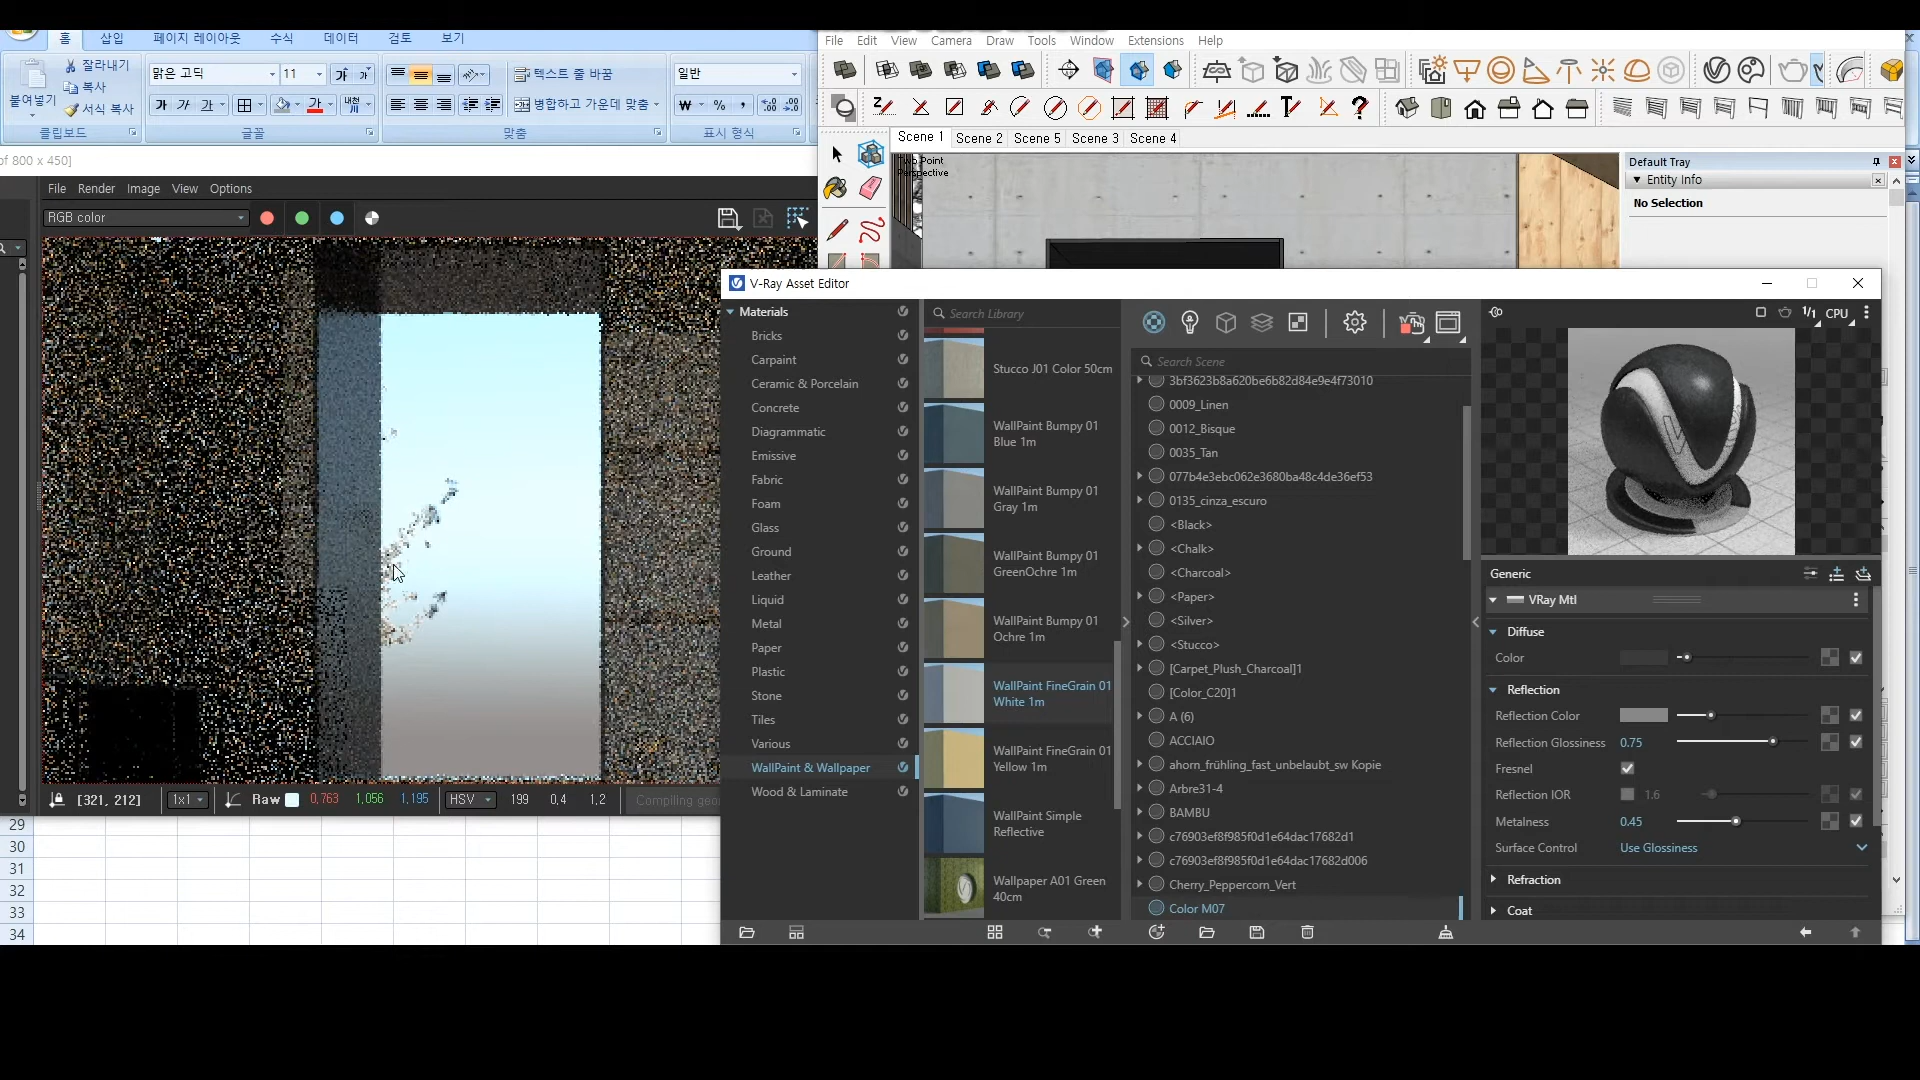 홈 삽입 페이지 레이아웃 수식 데이터 검토 보기
붙여넣기
잘라내기
복사
서식 복사
클립보드
맑은 고딕 11
가 가 가 가 가
글꼴
텍스트 줄 바꿈
병합하고 가운데 맞춤
맞춤
일반
표시 형식
of 800 x 450]
File Render Image View Options
RGB color
[321, 212] 1x1 Raw 0,763 1,056 1,195 HSV 199 0,4 1,2
29
30
31
32
33
34
File Edit View Camera Draw Tools Window Extensions Help
Scene 1 Scene 2 Scene 5 Scene 3 Scene 4
Two Point
Perspective
Default Tray
Entity Info
No Selection
V-Ray Asset Editor
Materials
Bricks
Carpaint
Ceramic & Porcelain
Concrete
Diagrammatic
Emissive
Fabric
Foam
Glass
Ground
Leather
Liquid
Metal
Paper
Plastic
Stone
Tiles
Various
WallPaint & Wallpaper
Wood & Laminate
Search Library
Stucco J01 Color 50cm
WallPaint Bumpy 01
Blue 1m
WallPaint Bumpy 01
Gray 1m
WallPaint Bumpy 01
GreenOchre 1m
WallPaint Bumpy 01
Ochre 1m
WallPaint FineGrain 01
White 1m
WallPaint FineGrain 01
Yellow 1m
WallPaint Simple
Reflective
Wallpaper A01 Green
40cm
Search Scene
3bf3623b8a620be6b82d84e9e4f73010
0009_Linen
0012_Bisque
0035_Tan
077b4e3ebc062e3680ba48c4de36ef53
0135_cinza_escuro
<Black>
<Chalk>
<Charcoal>
<Paper>
<Silver>
<Stucco>
[Carpet_Plush_Charcoal]1
[Color_C20]1
A (6)
ACCIAIO
ahorn_frühling_fast_unbelaubt_sw Kopie
Arbre31-4
BAMBU
c76903ef8f985f0d1e64dac17682d1
c76903ef8f985f0d1e64dac17682d006
Cherry_Peppercorn_Vert
Color M07
1/1 CPU
Generic
VRay Mtl
Diffuse
Color
Reflection
Reflection Color
Reflection Glossiness 0.75
Fresnel
Reflection IOR 1.6
Metalness 0.45
Surface Control Use Glossiness
Refraction
Coat